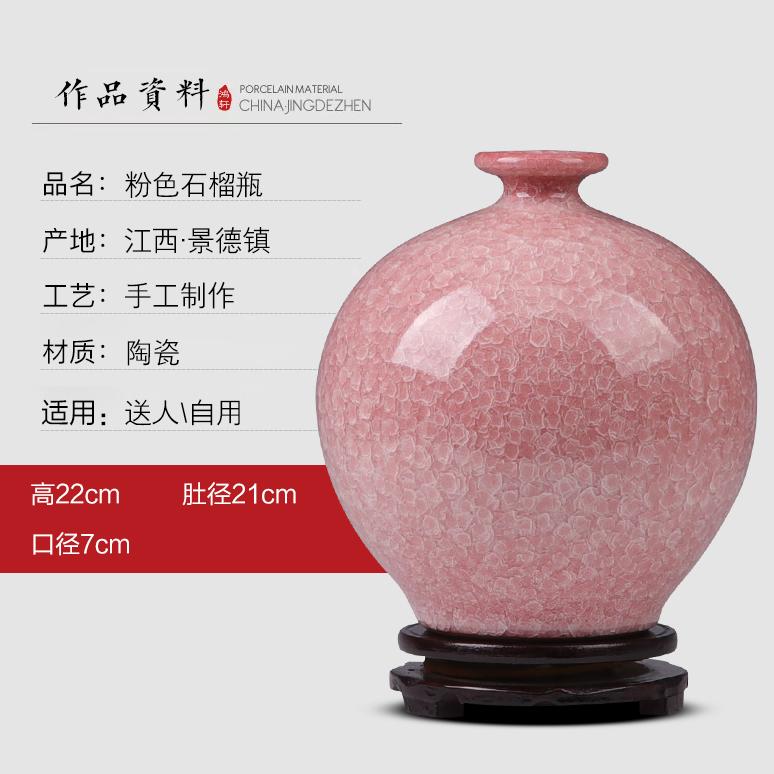 作品資料
鸿轩
PORCELAIN MATERIAL
CHINA·JINGDEZHEN
品名：粉色石榴瓶
产地：江西·景德镇
工艺：手工制作
材质：陶瓷
适用：送人\自用
高22cm 肚径21cm
口径7cm